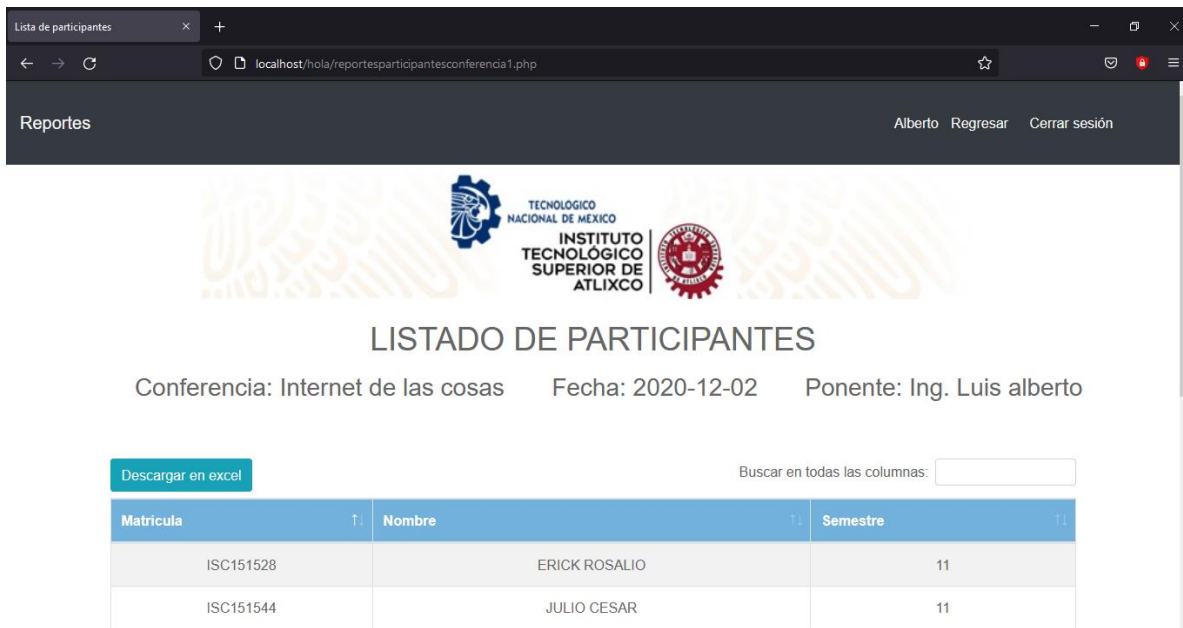 Lista de participantes
localhost/hola/reportesparticipantesconferencia1.php
Reportes Alberto Regresar Cerrar sesión
TECNOLOGICO
NACIONAL DE MEXICO
INSTITUTO
TECNOLÓGICO
SUPERIOR DE
ATLIXCO
LISTADO DE PARTICIPANTES
Conferencia: Internet de las cosas Fecha: 2020-12-02 Ponente: Ing. Luis alberto
Descargar en excel Buscar en todas las columnas:
Matricula Nombre Semestre
ISC151528 ERICK ROSALIO 11
ISC151544 JULIO CESAR 11